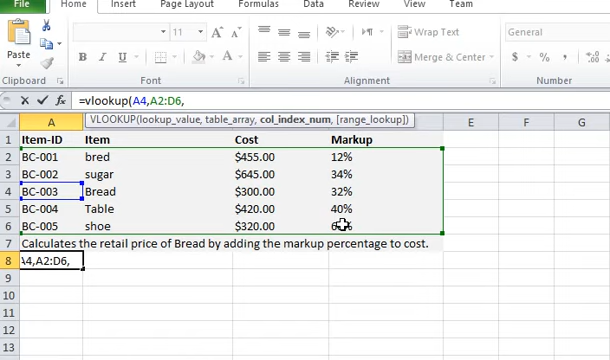 File Home Insert Page Layout Formulas Data Review View Team
Paste
Calibri 11 A A
Wrap Text General
B I U A
Merge & Center $ % ,
Clipboard Font Alignment Number
=vlookup(A4,A2:D6,
VLOOKUP(lookup_value, table_array, col_index_num, [range_lookup])
A E F G
1 Item-ID Item Cost Markup
2 BC-001 bred $455.00 12%
3 BC-002 sugar $645.00 34%
4 BC-003 Bread $300.00 32%
5 BC-004 Table $420.00 40%
6 BC-005 shoe $320.00
7 Calculates the retail price of Bread by adding the markup percentage to cost.
8 A4,A2:D6,
9
10
11
12
13